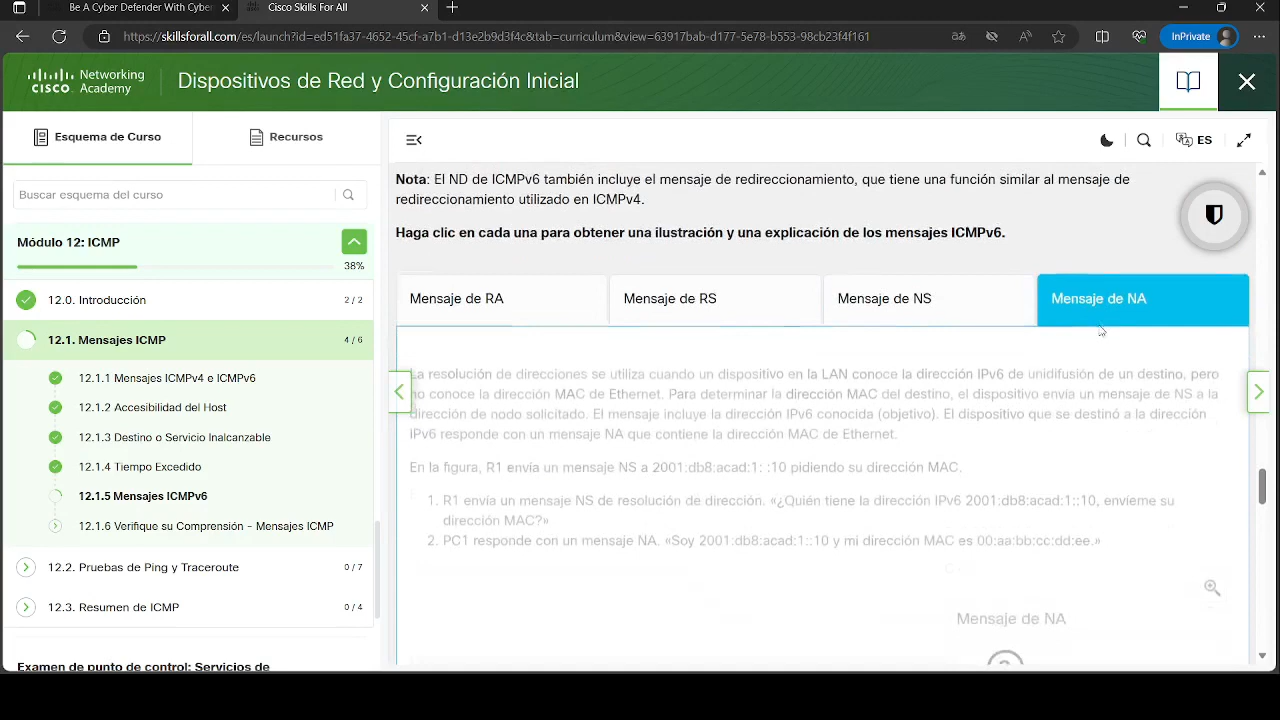 Be A Cyber Defender With Cyber
Cisco Skills For All
https://skillsforall.com/es/launch?id=ed51fa37-4652-45cf-a7b1-d13e2b9d3f4c&tab=curriculum&view=63917bab-d177-5e78-b553-98cb23f4f161
InPrivate
Networking
Academy
CISCO
Dispositivos de Red y Configuración Inicial
Esquema de Curso
Recursos
ES
Buscar esquema del curso
Módulo 12: ICMP
38%
12.0. Introducción
2 / 2
12.1. Mensajes ICMP
4 / 6
12.1.1 Mensajes ICMPv4 e ICMPv6
12.1.2 Accesibilidad del Host
12.1.3 Destino o Servicio Inalcanzable
12.1.4 Tiempo Excedido
12.1.5 Mensajes ICMPv6
12.1.6 Verifique su Comprensión - Mensajes ICMP
12.2. Pruebas de Ping y Traceroute
0 / 7
12.3. Resumen de ICMP
0 / 4
Examen de punto de control: Servicios de
Nota: El ND de ICMPv6 también incluye el mensaje de redireccionamiento, que tiene una función similar al mensaje de
redireccionamiento utilizado en ICMPv4.
Haga clic en cada una para obtener una ilustración y una explicación de los mensajes ICMPv6.
Mensaje de RA
Mensaje de RS
Mensaje de NS
Mensaje de NA
La resolución de direcciones se utiliza cuando un dispositivo en la LAN conoce la dirección IPv6 de unidifusión de un destino, pero
no conoce la dirección MAC de Ethernet. Para determinar la dirección MAC del destino, el dispositivo envía un mensaje de NS a la
dirección de nodo solicitado. El mensaje incluye la dirección IPv6 conocida (objetivo). El dispositivo que se destinó a la dirección
IPv6 responde con un mensaje NA que contiene la dirección MAC de Ethernet.
En la figura, R1 envía un mensaje NS a 2001:db8:acad:1: :10 pidiendo su dirección MAC.
1. R1 envía un mensaje NS de resolución de dirección. «¿Quién tiene la dirección IPv6 2001:db8:acad:1::10, envíeme su
dirección MAC?»
2. PC1 responde con un mensaje NA. «Soy 2001:db8:acad:1::10 y mi dirección MAC es 00:aa:bb:cc:dd:ee.»
Mensaje de NA